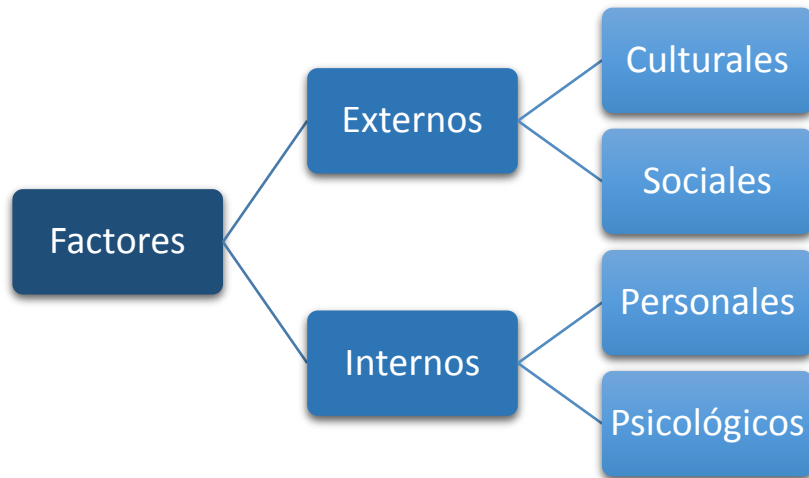 Factores
Externos
Culturales
Sociales
Internos
Personales
Psicológicos